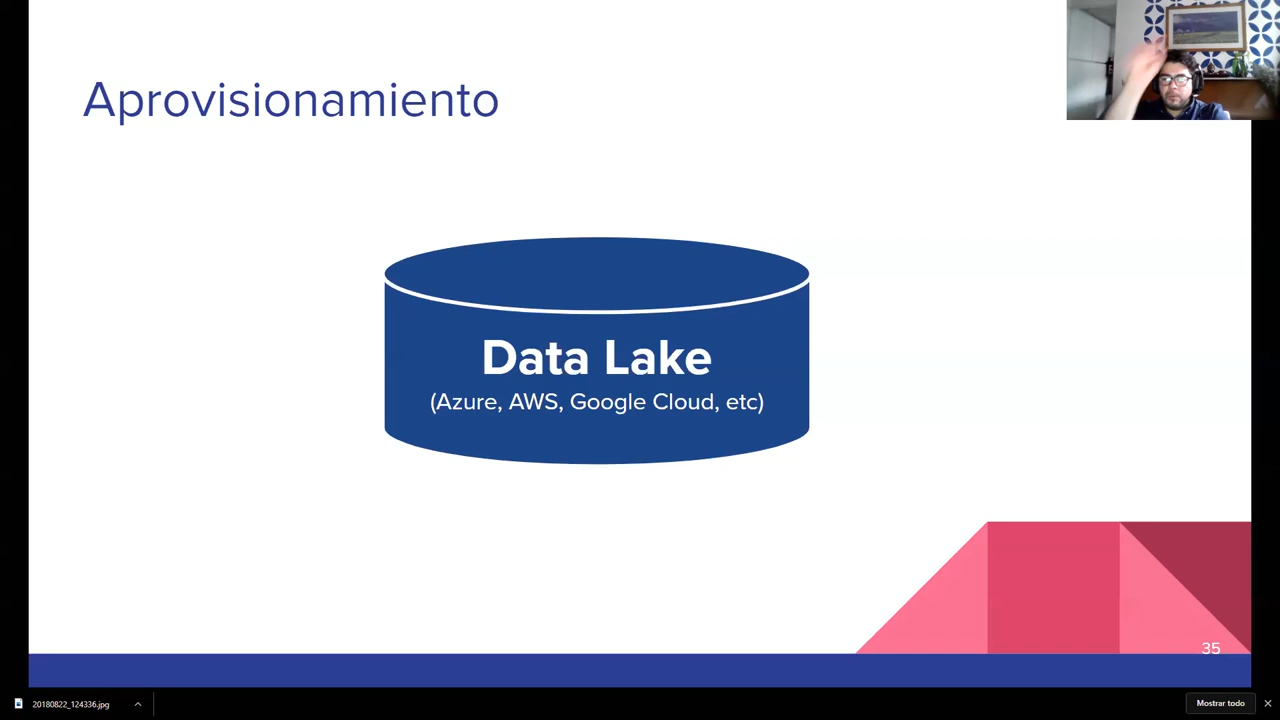 Aprovisionamiento
Data Lake
(Azure, AWS, Google Cloud, etc)
35
20180822_124336.jpg
Mostrar todo